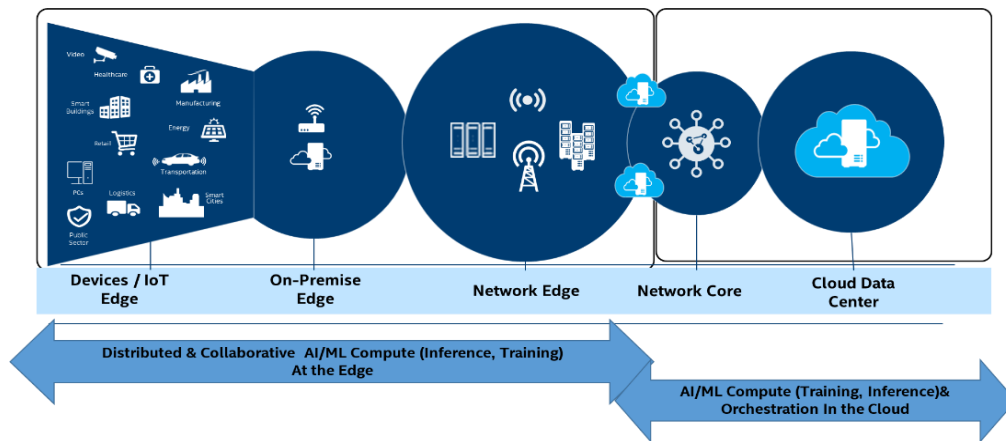 Video
Healthcare
Manufacturing
Smart
Buildings
Energy
Retail
Transportation
PCs
Logistics
Smart
Cities
Public
Sector
Devices / IoT
Edge
On-Premise
Edge
Network Edge
Network Core
Cloud Data
Center
Distributed & Collaborative AI/ML Compute (Inference, Training)
At the Edge
AI/ML Compute (Training, Inference)&
Orchestration In the Cloud